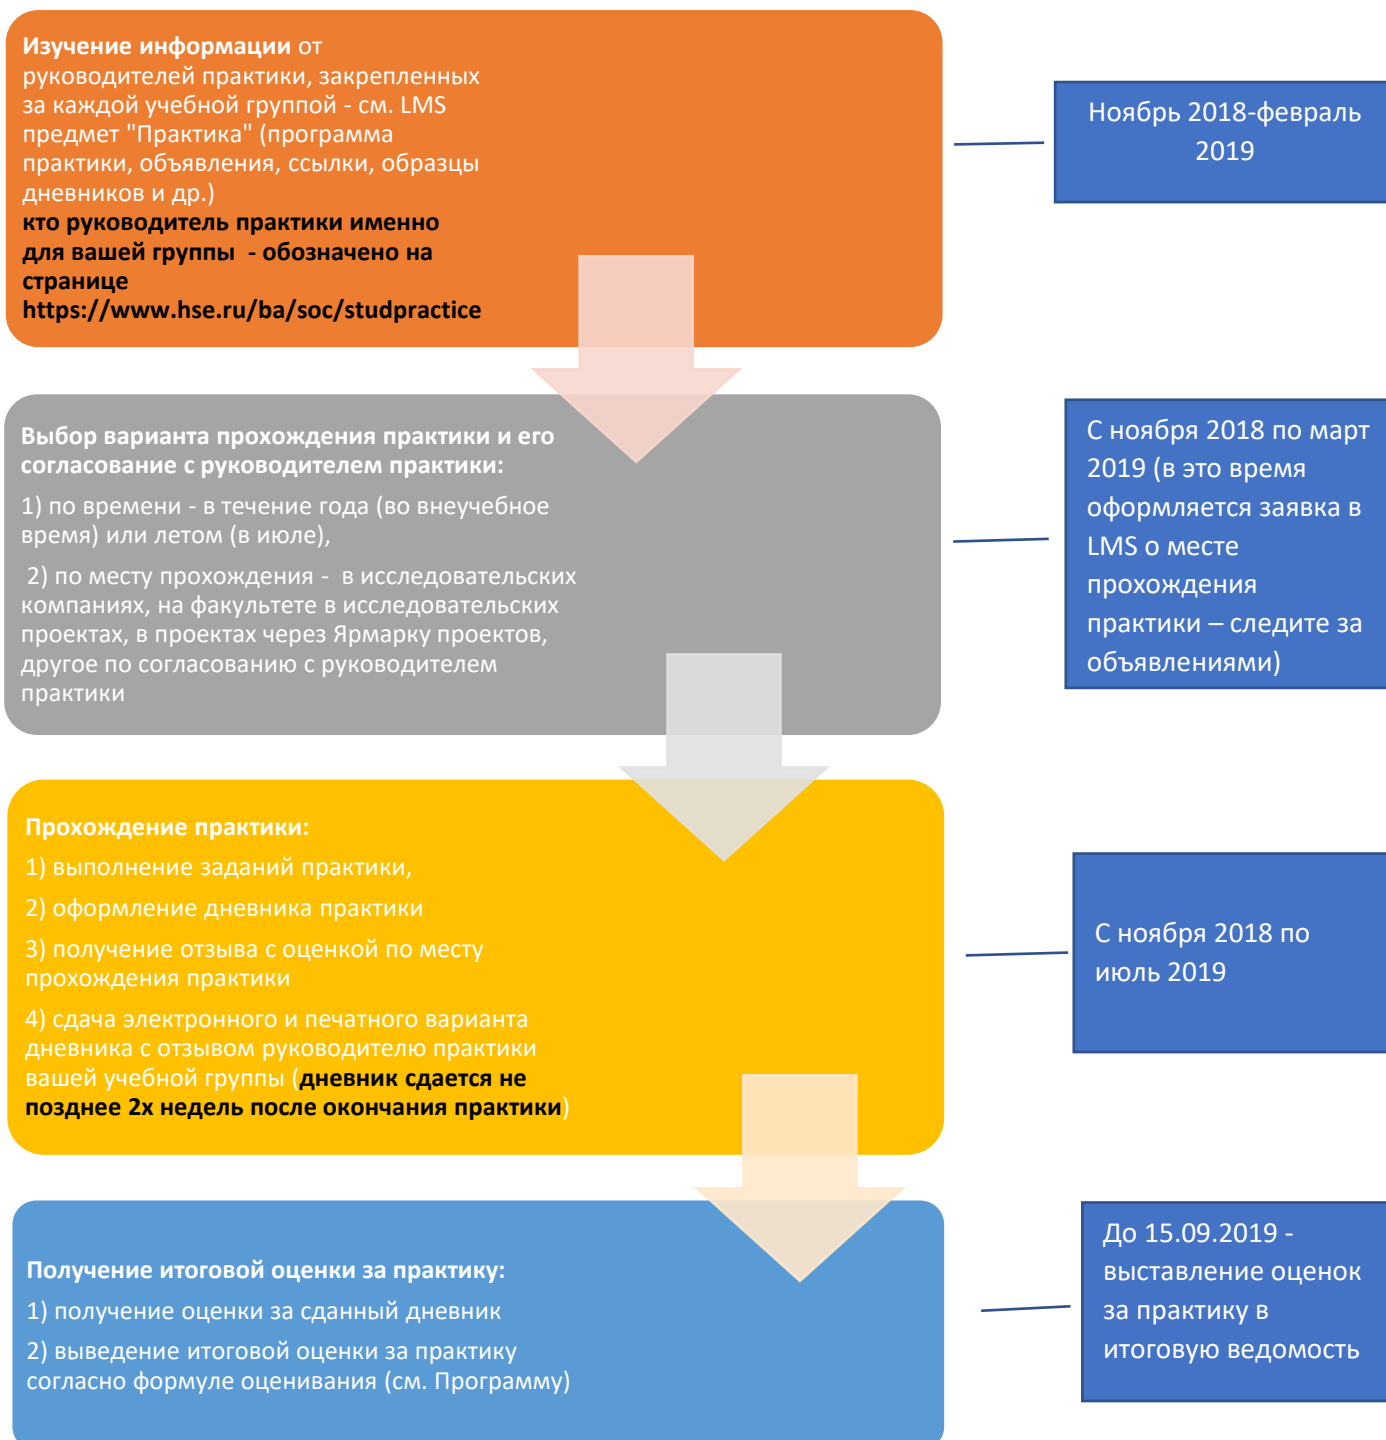 Изучение информации от
руководителей практики, закрепленных
за каждой учебной группой - см. LMS
предмет "Практика" (программа
практики, объявления, ссылки, образцы
дневников и др.)
кто руководитель практики именно
для вашей группы - обозначено на
странице
https://www.hse.ru/ba/soc/studpractice
Ноябрь 2018-февраль
2019
Выбор варианта прохождения практики и его
согласование с руководителем практики:
1) по времени - в течение года (во внеучебное
время) или летом (в июле),
2) по месту прохождения - в исследовательских
компаниях, на факультете в исследовательских
проектах, в проектах через Ярмарку проектов,
другое по согласованию с руководителем
практики
С ноября 2018 по март
2019 (в это время
оформляется заявка в
LMS о месте
прохождения
практики – следите за
объявлениями)
Прохождение практики:
1) выполнение заданий практики,
2) оформление дневника практики
3) получение отзыва с оценкой по месту
прохождения практики
4) сдача электронного и печатного варианта
дневника с отзывом руководителю практики
вашей учебной группы (дневник сдается не
позднее 2х недель после окончания практики)
С ноября 2018 по
июль 2019
Получение итоговой оценки за практику:
1) получение оценки за сданный дневник
2) выведение итоговой оценки за практику
согласно формуле оценивания (см. Программу)
До 15.09.2019 -
выставление оценок
за практику в
итоговую ведомость